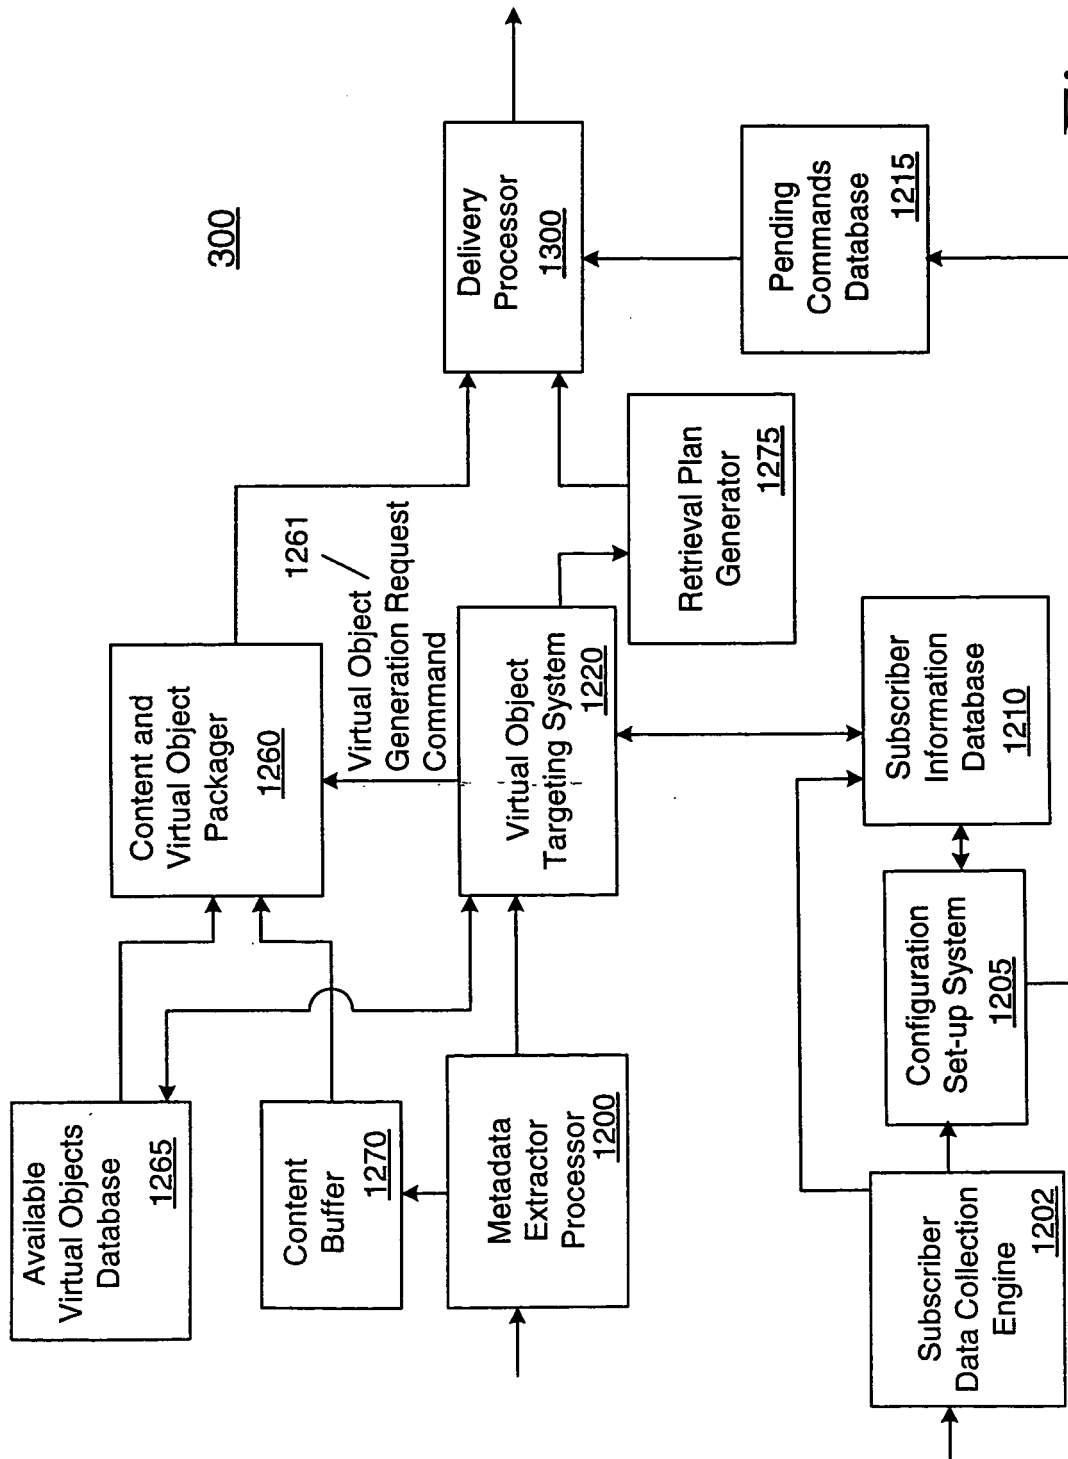 300
Available
Virtual Objects
Database
1265
Content
Buffer
1270
Metadata
Extractor
Processor
1200
Content and
Virtual Object
Packager
1260
1261
Virtual Object
Generation Request
Command
Virtual Object
Targeting System
1220
Retrieval Plan
Generator
1275
Delivery
Processor
1300
Pending
Commands
Database
1215
Subscriber
Data Collection
Engine
1202
Configuration
Set-up System
1205
Subscriber
Information
Database
1210